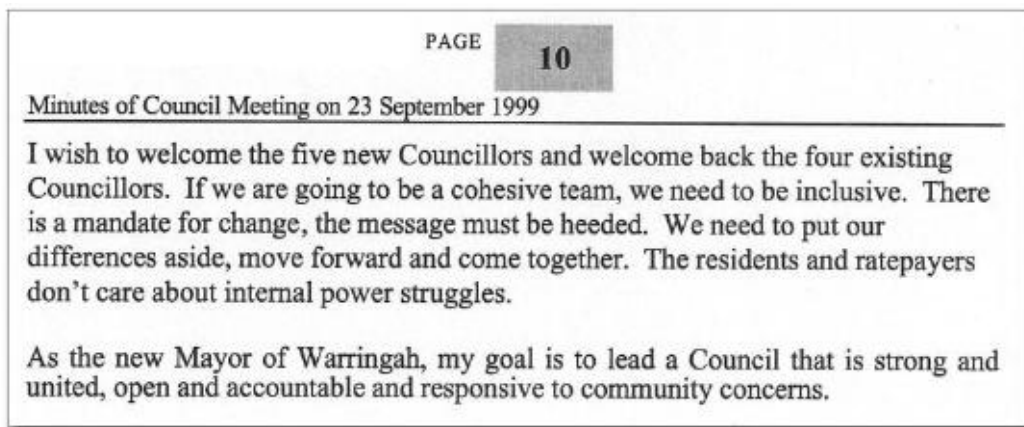 PAGE 10
Minutes of Council Meeting on 23 September 1999
I wish to welcome the five new Councillors and welcome back the four existing
Councillors. If we are going to be a cohesive team, we need to be inclusive. There
is a mandate for change, the message must be heeded. We need to put our
differences aside, move forward and come together. The residents and ratepayers
don't care about internal power struggles.
As the new Mayor of Warringah, my goal is to lead a Council that is strong and
united, open and accountable and responsive to community concerns.